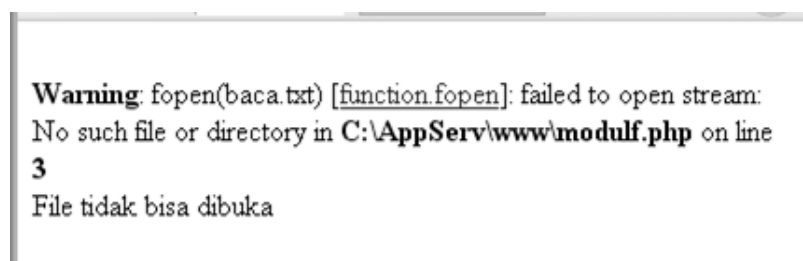 Warning: fopen(baca.txt) [function.fopen]: failed to open stream:
No such file or directory in C:\AppServ\www\modulf.php on line
3
File tidak bisa dibuka